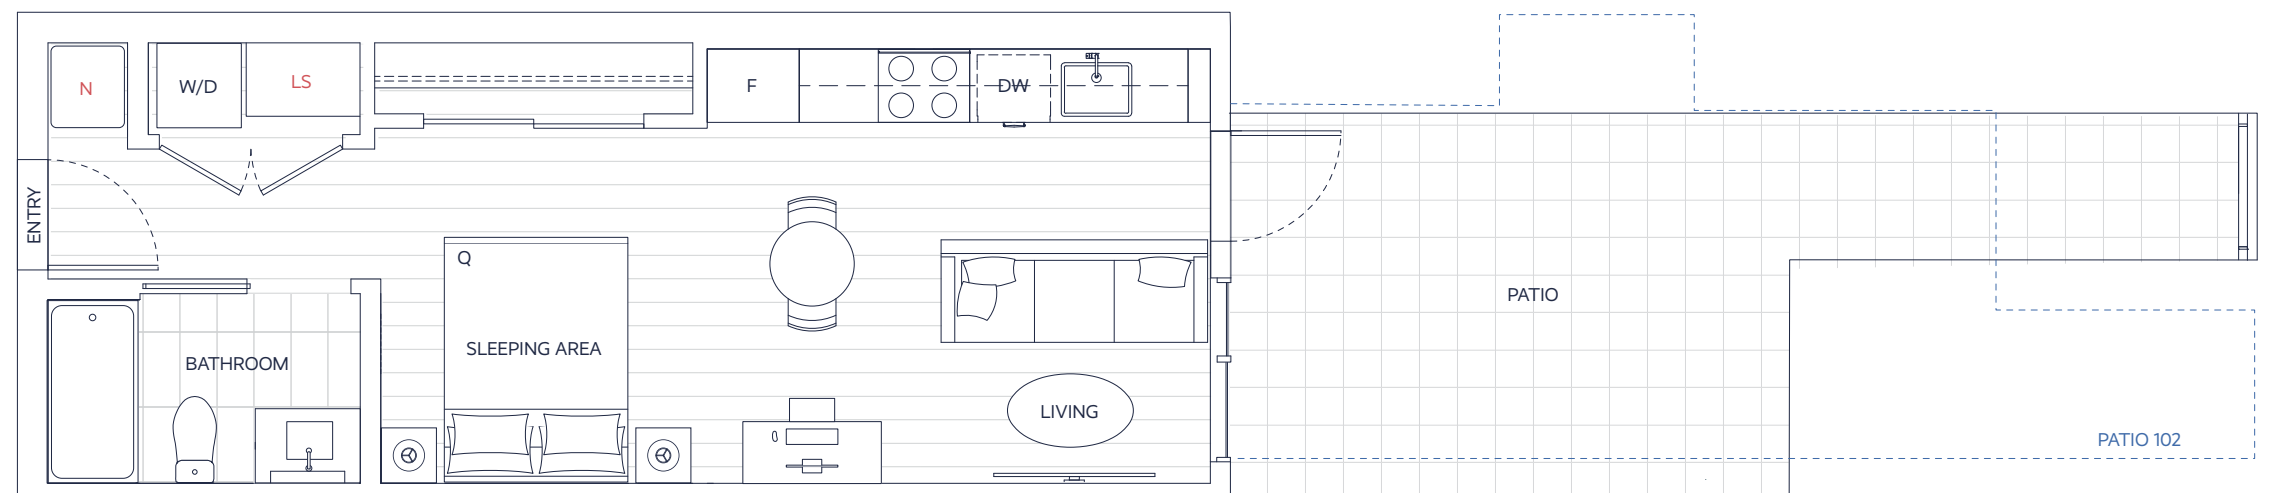 N
W/D
LS
F
DW
ENTRY
Q
PATIO
SLEEPING AREA
BATHROOM
LIVING
PATIO 102